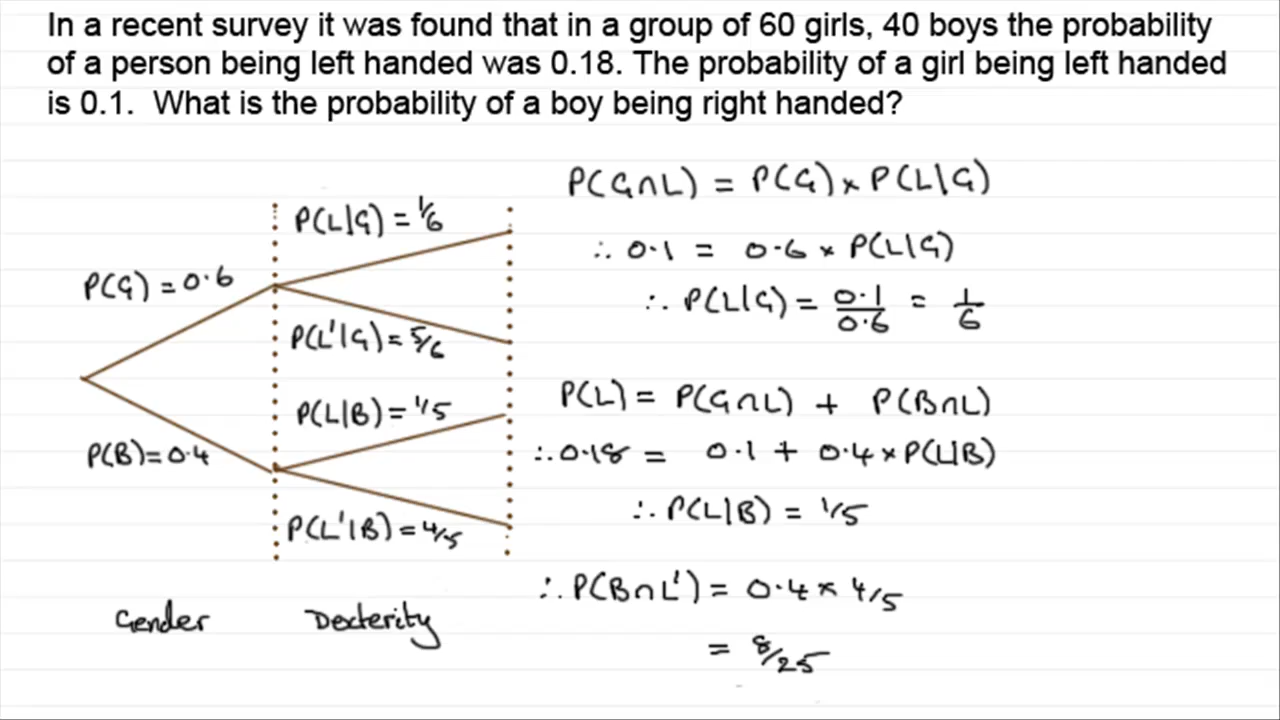 In a recent survey it was found that in a group of 60 girls, 40 boys the probability
of a person being left handed was 0.18. The probability of a girl being left handed
is 0.1. What is the probability of a boy being right handed?
P(G∩L) = P(G) × P(L|G)
P(L|G) = 1/6
∴ 0.1 = 0.6 × P(L|G)
P(G) = 0.6
∴ P(L|G) = 0.1/0.6 = 1/6
P(L'|G) = 5/6
P(L) = P(G∩L) + P(B∩L)
P(L|B) = 1/5
P(B) = 0.4
∴ 0.18 = 0.1 + 0.4 × P(L|B)
∴ P(L|B) = 1/5
P(L'|B) = 4/5
∴ P(B∩L') = 0.4 × 4/5
Gender Dexterity
= 8/25